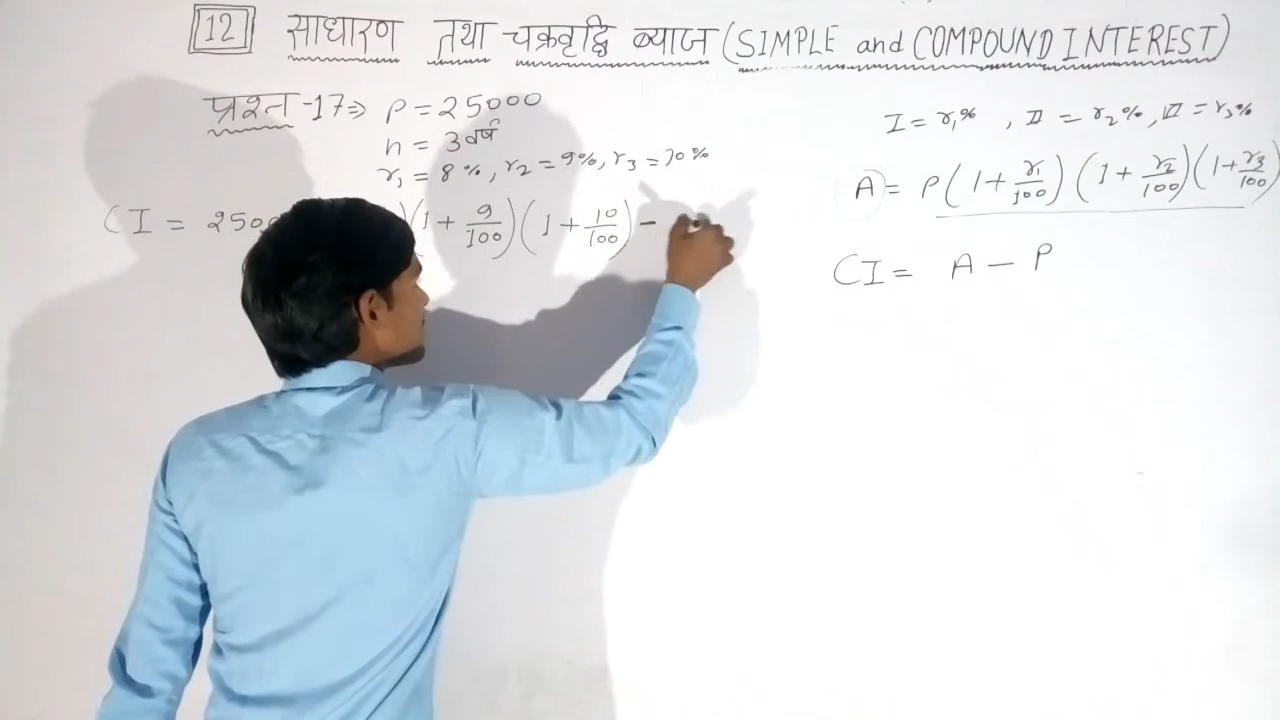 12 साधारण तथा चक्रवृद्धि ब्याज (SIMPLE and COMPOUND INTEREST)
प्रश्न-17⇒ P = 25000
n = 3 वर्ष
r₁ = 8%, r₂ = 9%, r₃ = 10%
CI = 2500 )(1 + 9/100)(1 + 10/100) -
I = r₁%, II = r₂%, III = r₃%
A = P(1 + r₁/100)(1 + r₂/100)(1 + r₃/100)
CI = A - P